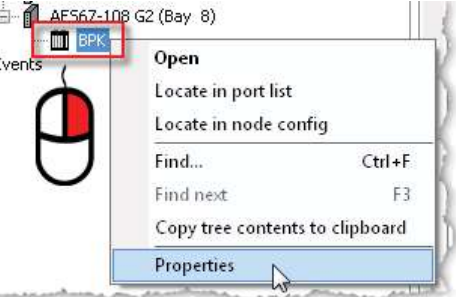 AES67-108 G2 (Bay 8)
BPK
Events
Open
Locate in port list
Locate in node config
Find... Ctrl+F
Find next F3
Copy tree contents to clipboard
Properties